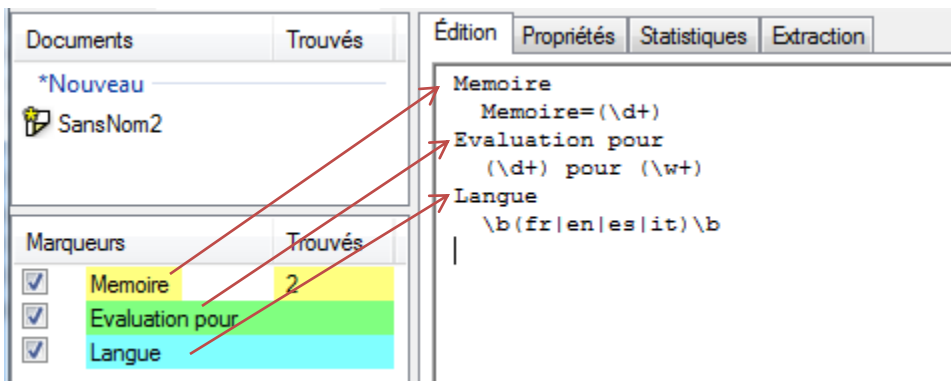 Documents Trouvés
*Nouveau
SansNom2
Marqueurs Trouvés
Memoire 2
Evaluation pour
Langue
Édition Propriétés Statistiques Extraction
Memoire
Memoire=(\d+)
Evaluation pour
(\d+) pour (\w+)
Langue
\b(fr|en|es|it)\b